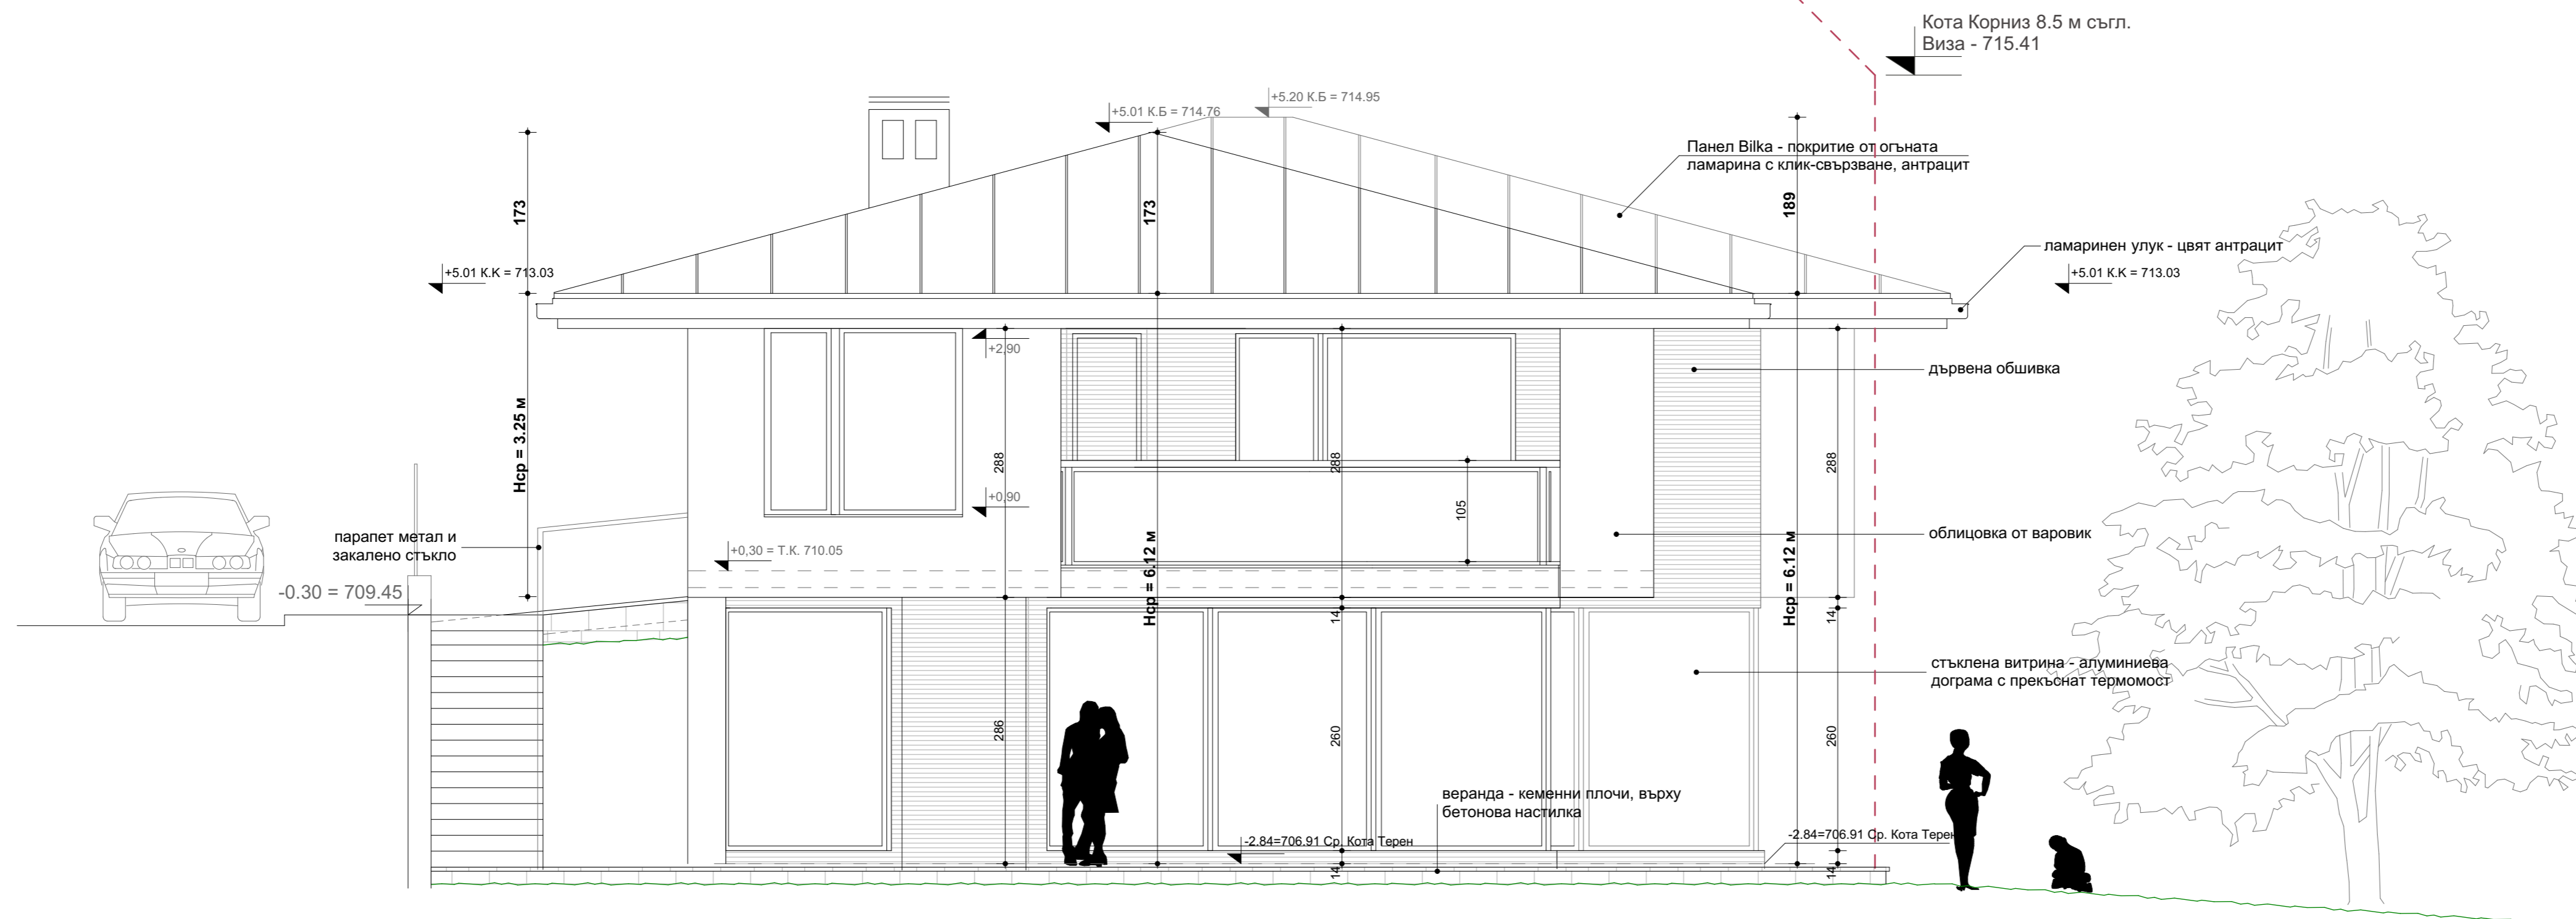 Кота Корниз 8.5 м съгл.
Виза - 715.41
+5.20 К.Б = 714.95
+5.01 К.Б = 714.76
Панел Bilka - покритие от огъната
ламарина с клик-свързване, антрацит
173
173
189
ламаринен улук - цвят антрацит
+5.01 К.К = 713.03
+5.01 К.К = 713.03
+2,90
дървена обшивка
Hср = 3.25 м
288
288
288
+0,90
105
парапет метал и
закалено стъкло
облицовка от варовик
+0,30 = Т.К. 710.05
Hср = 6.12 м
Hср = 6.12 м
-0.30 = 709.45
14
14
стъклена витрина - алуминиева
дограма с прекъснат термомост
286
260
260
веранда - кеменни плочи, върху
бетонова настилка
-2.84=706.91 Ср. Кота Терен
-2.84=706.91 Ср. Кота Терен
14
14